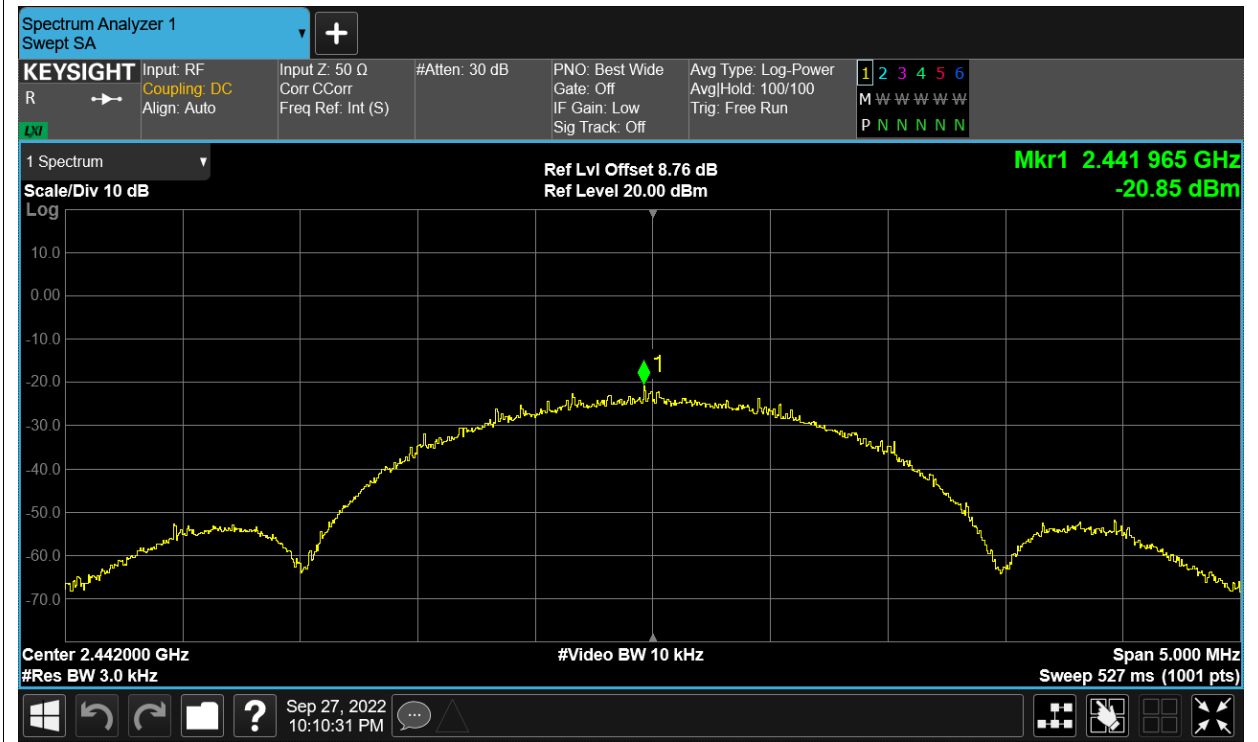 Spectrum Analyzer 1
Swept SA
KEYSIGHT
R
LXI
Input: RF
Coupling: DC
Align: Auto
Input Z: 50 Ω
Corr CCorr
Freq Ref: Int (S)
#Atten: 30 dB
PNO: Best Wide
Gate: Off
IF Gain: Low
Sig Track: Off
Avg Type: Log-Power
Avg|Hold: 100/100
Trig: Free Run
1 2 3 4 5 6
M W W W W W
P N N N N N
1 Spectrum
Scale/Div 10 dB
Ref Lvl Offset 8.76 dB
Ref Level 20.00 dBm
Mkr1 2.441 965 GHz
-20.85 dBm
Log
10.0
0.00
-10.0
-20.0
-30.0
-40.0
-50.0
-60.0
-70.0
1
Center 2.442000 GHz
#Res BW 3.0 kHz
#Video BW 10 kHz
Span 5.000 MHz
Sweep 527 ms (1001 pts)
?
Sep 27, 2022
10:10:31 PM